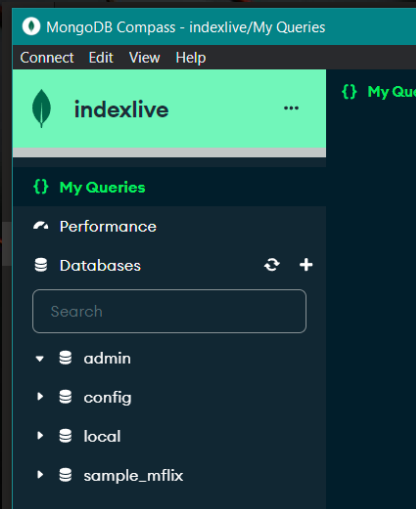 MongoDB Compass - indexlive/My Queries
Connect Edit View Help
indexlive ...
{} My
{} My Queries
Performance
Databases
Search
admin
config
local
sample_mflix